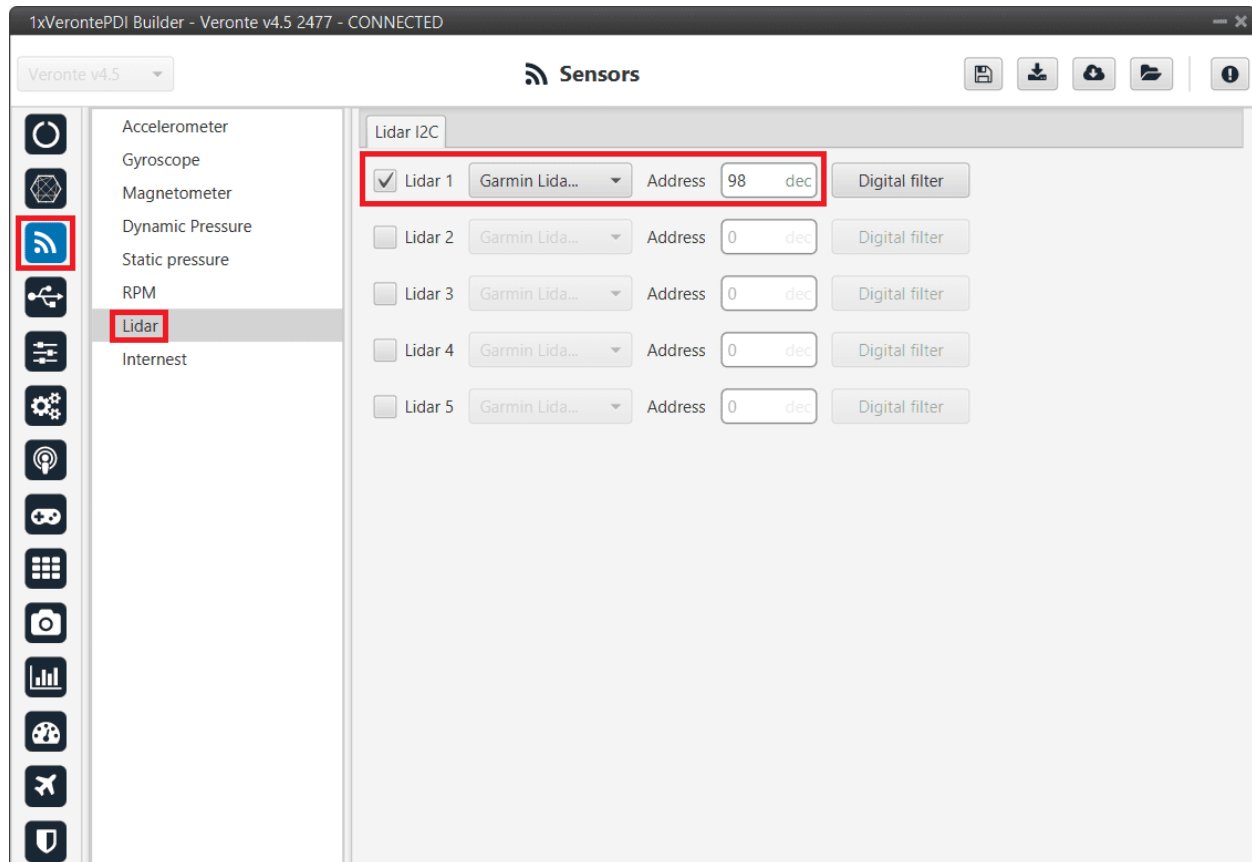 1xVerontePDI Builder - Veronte v4.5 2477 - CONNECTED
Veronte v4.5
Sensors
Accelerometer
Gyroscope
Magnetometer
Dynamic Pressure
Static pressure
RPM
Lidar
Internest
Lidar I2C
Lidar 1 Garmin Lida... Address 98 dec Digital filter
Lidar 2 Garmin Lida... Address 0 dec Digital filter
Lidar 3 Garmin Lida... Address 0 dec Digital filter
Lidar 4 Garmin Lida... Address 0 dec Digital filter
Lidar 5 Garmin Lida... Address 0 dec Digital filter